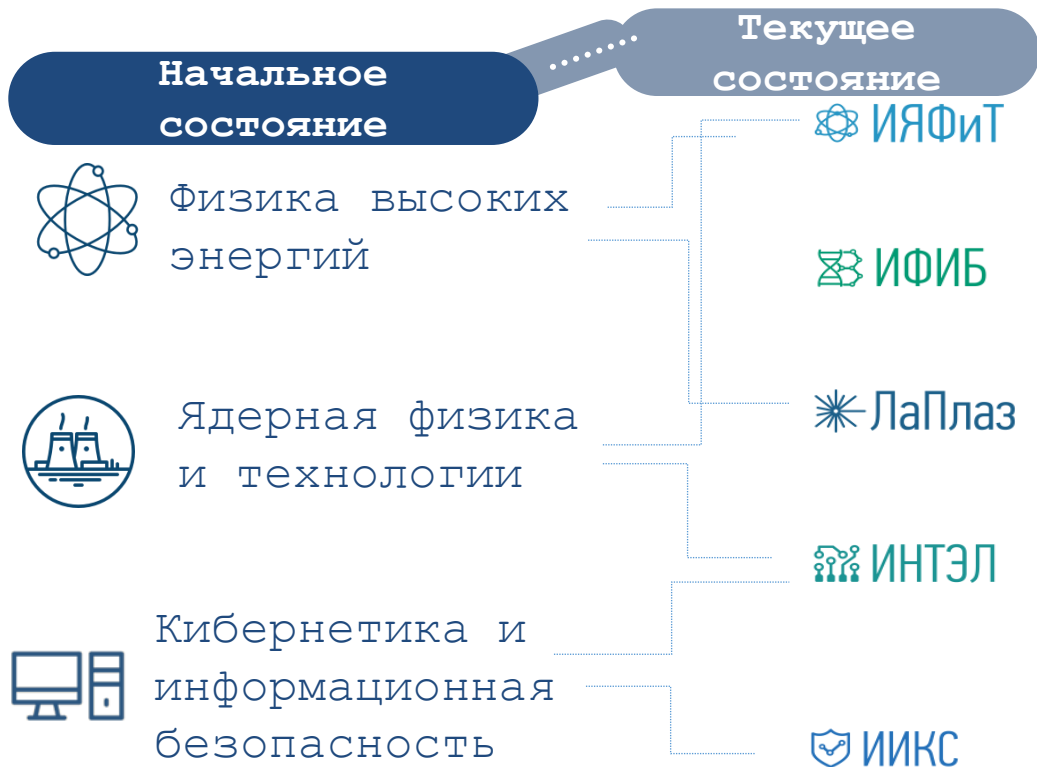 Начальное
состояние
Текущее
состояние
Физика высоких
энергий
Ядерная физика
и технологии
Кибернетика и
информационная
безопасность
ИЯФиТ
ИФИБ
ЛаПлаз
ИНТЭЛ
ИИКС